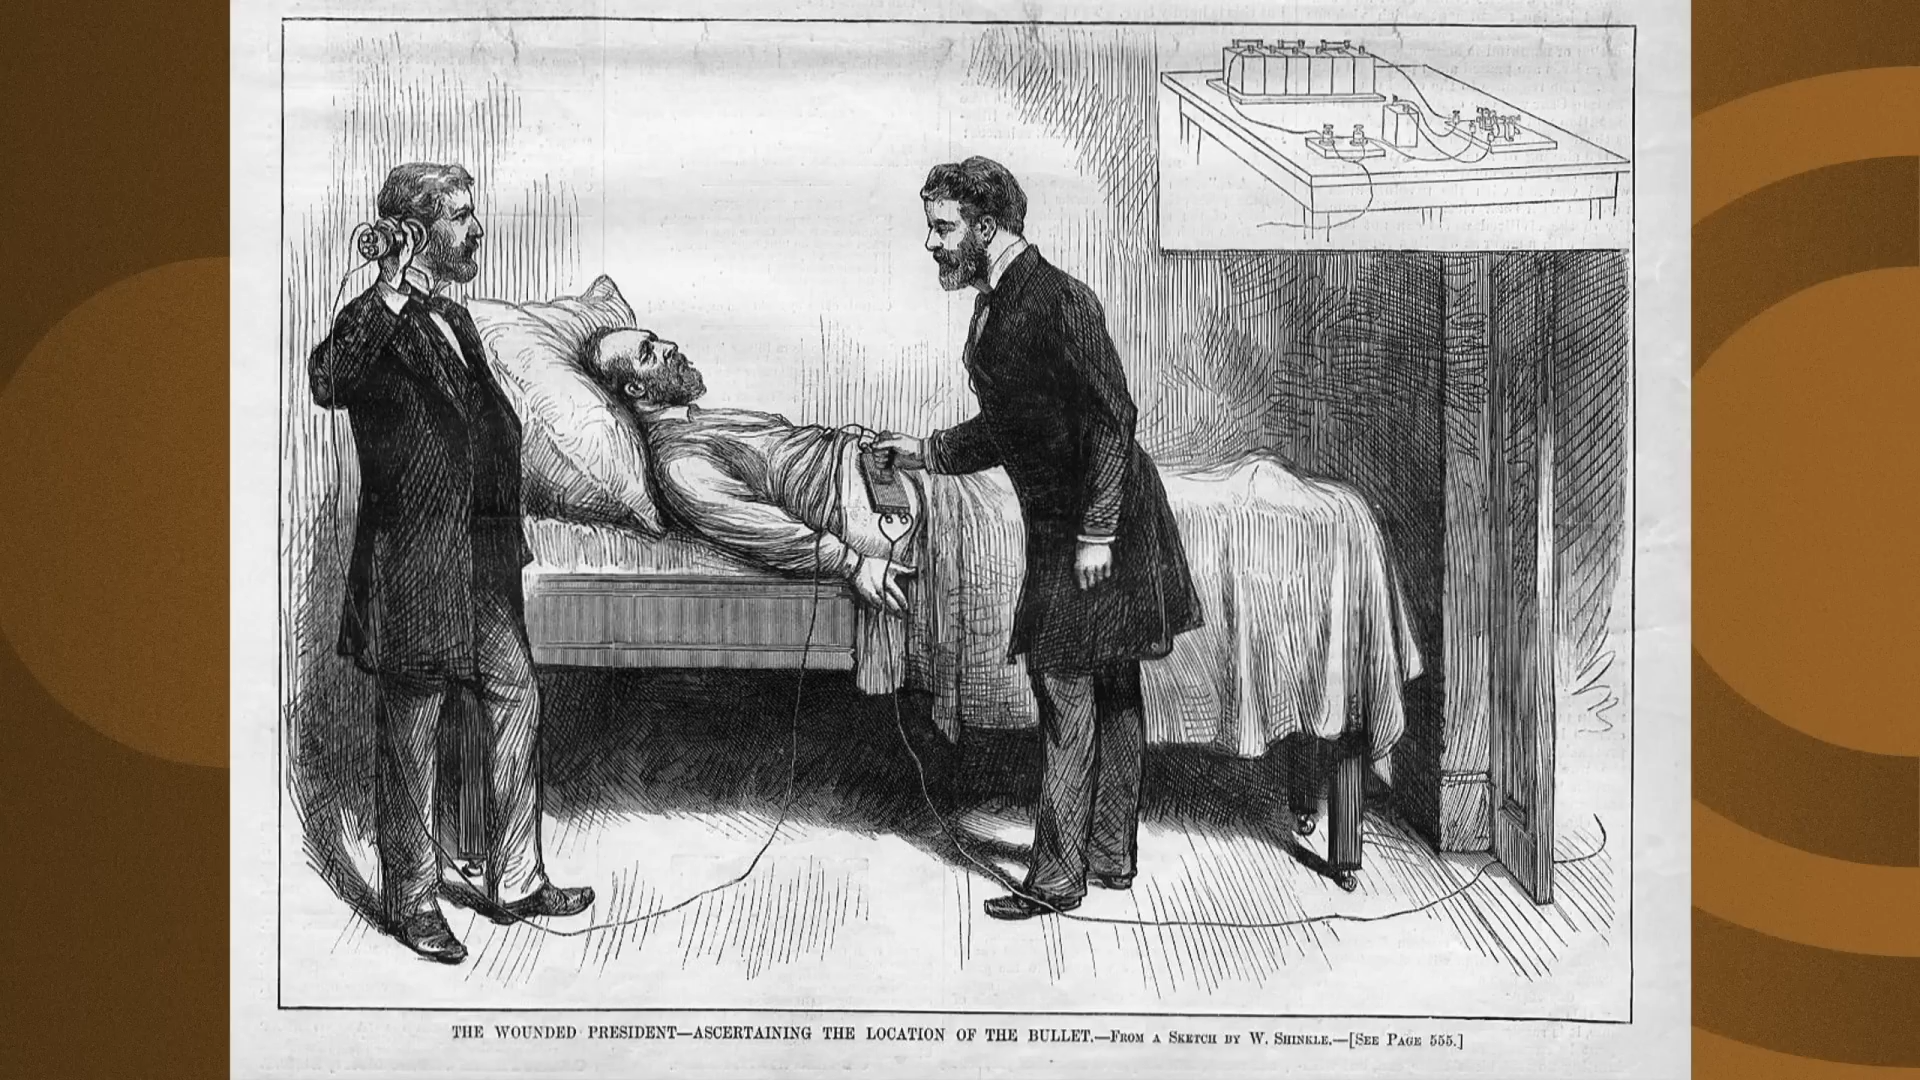 THE WOUNDED PRESIDENT—ASCERTAINING THE LOCATION OF THE BULLET.—From a Sketch by W. Shinkle.—[See Page 555.]